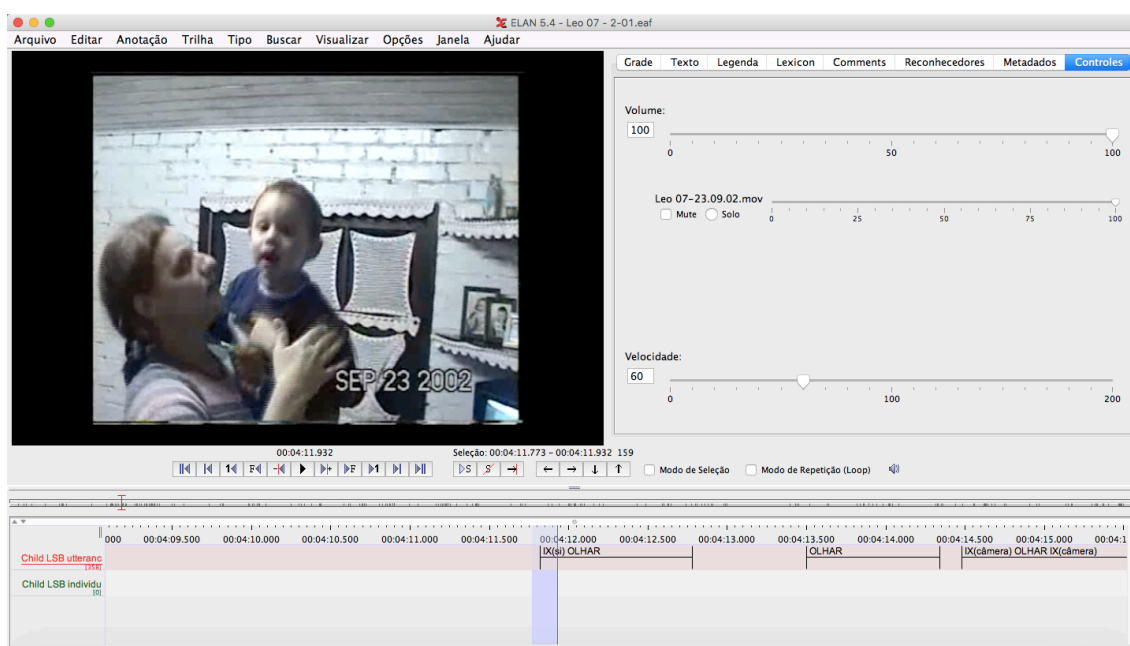 ELAN 5.4 - Leo 07 - 2-01.eaf
Arquivo Editar Anotação Trilha Tipo Buscar Visualizar Opções Janela Ajudar
Grade Texto Legenda Lexicon Comments Reconhecedores Metadados Controles
Volume:
100
0 50 100
Leo 07-23.09.02.mov
Mute Solo
0 25 50 75 100
SEP 23 2002
Velocidade:
60
0 100 200
00:04:11.932
Seleção: 00:04:11.773 - 00:04:11.932 159
1 F F 1 S S
Modo de Seleção Modo de Repetição (Loop)
000 00:04:09.500 00:04:10.000 00:04:10.500 00:04:11.000 00:04:11.500 00:04:12.000 00:04:12.500 00:04:13.000 00:04:13.500 00:04:14.000 00:04:14.500 00:04:15.000 00:04:1
IX(si) OLHAR OLHAR IX(câmera) OLHAR IX(câmera)
Child LSB utteranc
[358]
Child LSB individu
[0]